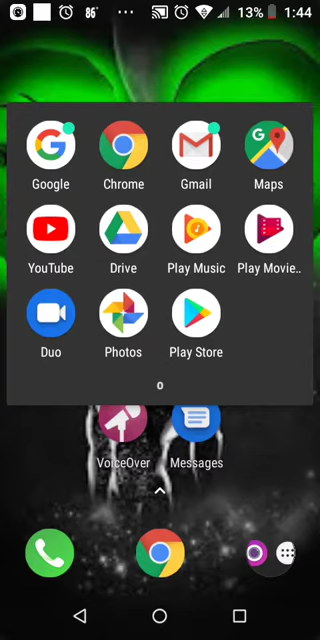 86°
13% 1:44
Google Chrome Gmail Maps
YouTube Drive Play Music Play Movie..
Duo Photos Play Store
o
VoiceOver Messages